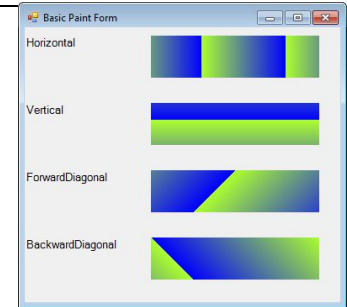 Basic Paint Form
Horizontal
Vertical
ForwardDiagonal
BackwardDiagonal